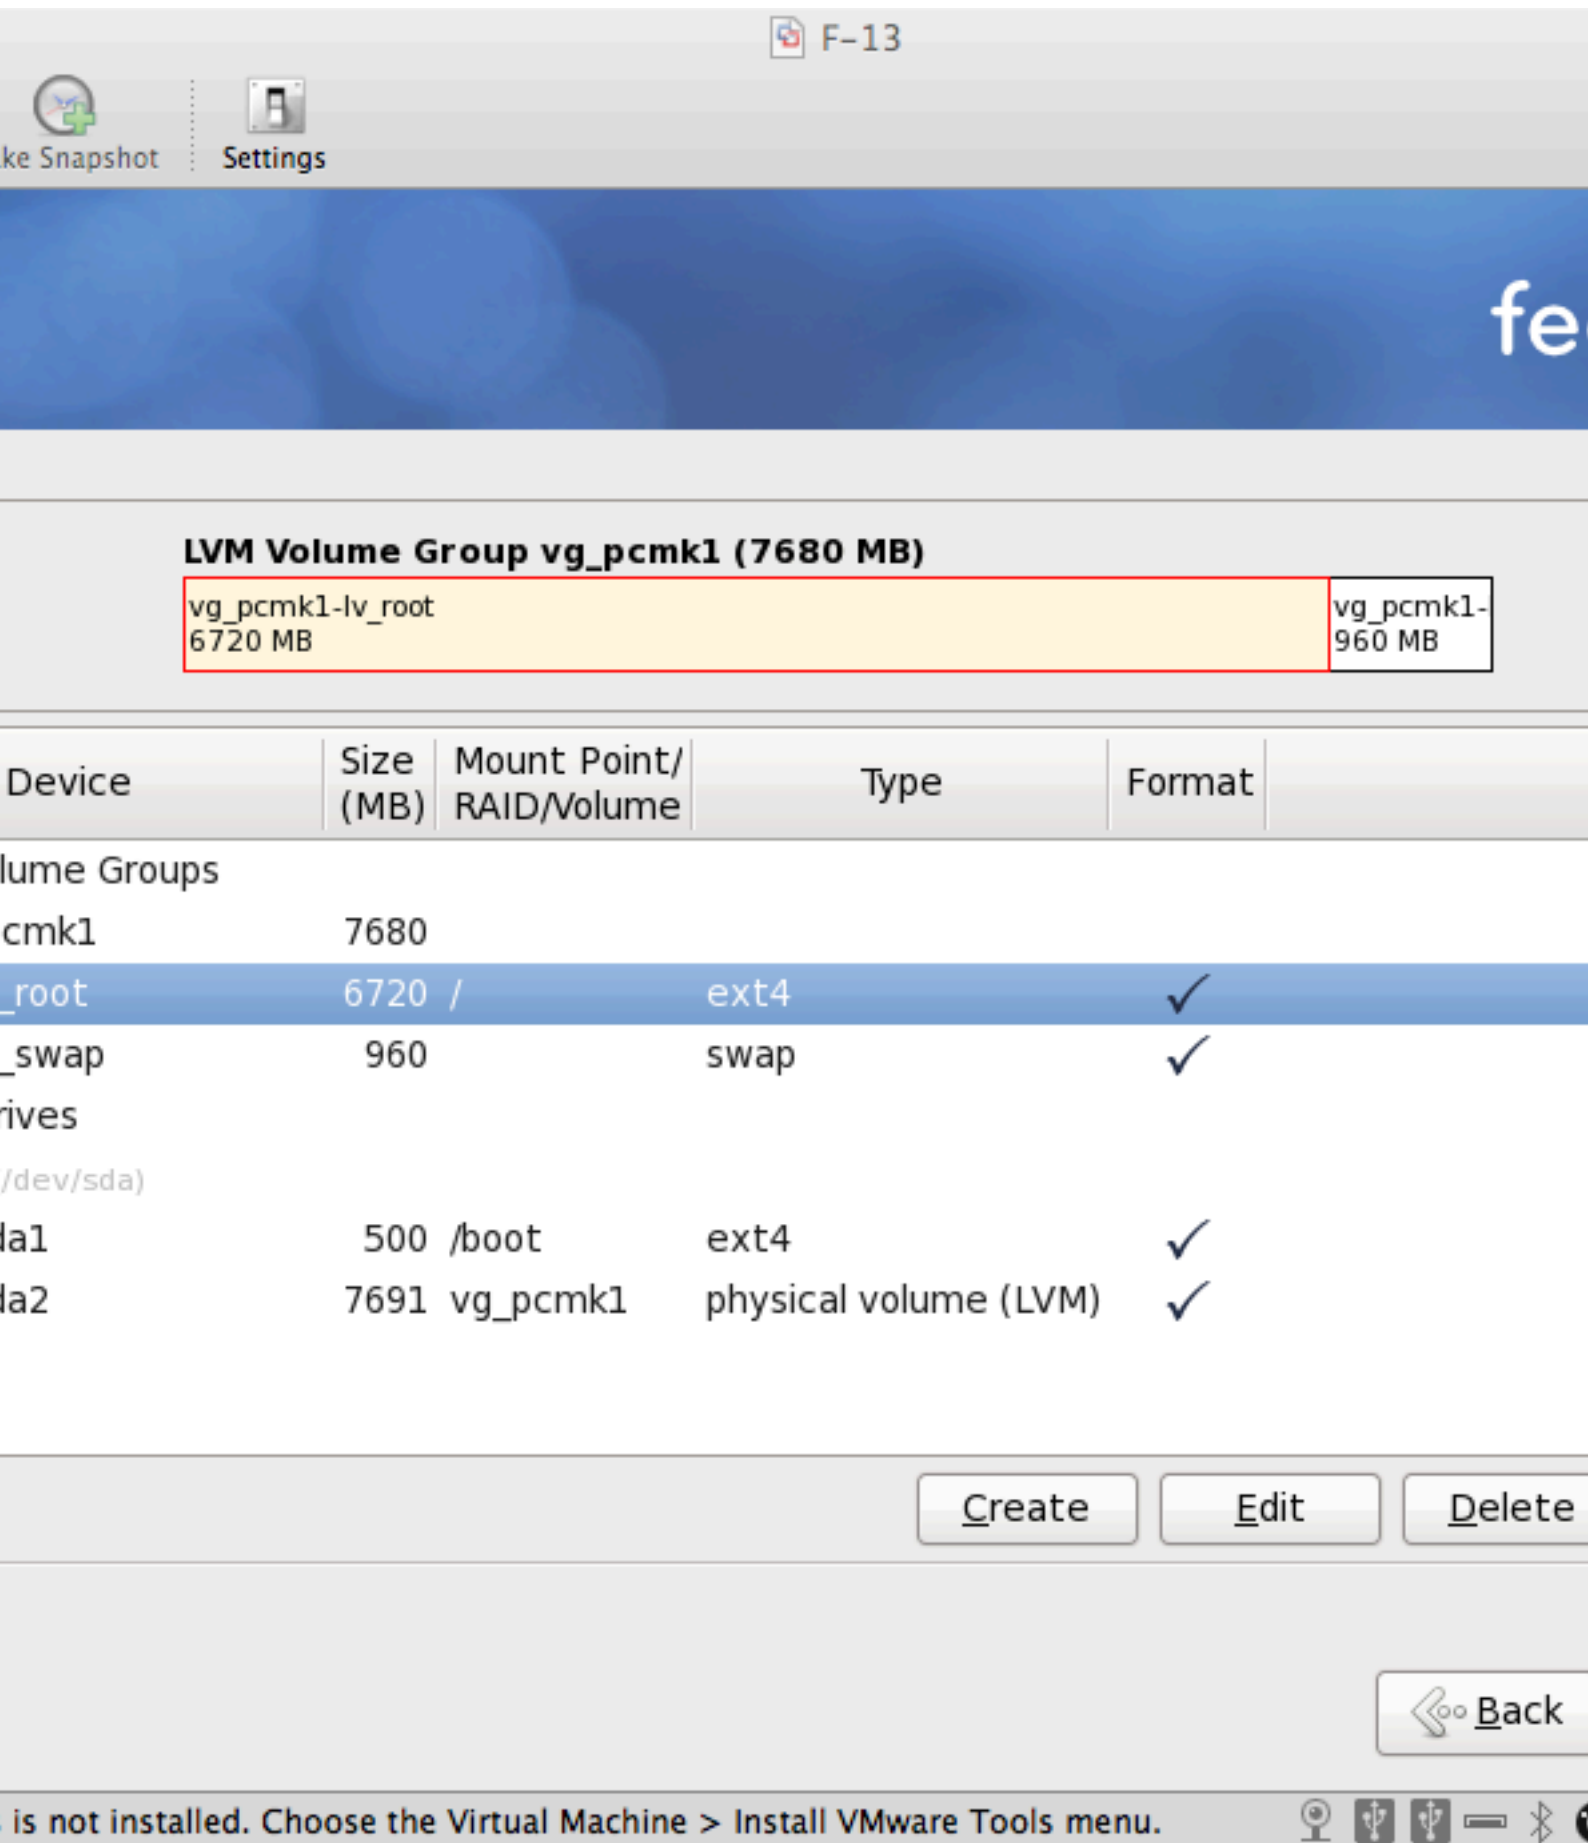 F-13
ke Snapshot
Settings
fe
LVM Volume Group vg_pcmk1 (7680 MB)
vg_pcmk1-lv_root
6720 MB
vg_pcmk1-
960 MB
Device
Size
(MB)
Mount Point/
RAID/Volume
Type
Format
lume Groups
cmk1 7680
_root 6720 / ext4
_swap 960 swap
rives
/dev/sda)
da1 500 /boot ext4
da2 7691 vg_pcmk1 physical volume (LVM)
Create
Edit
Delete
Back
is not installed. Choose the Virtual Machine > Install VMware Tools menu.